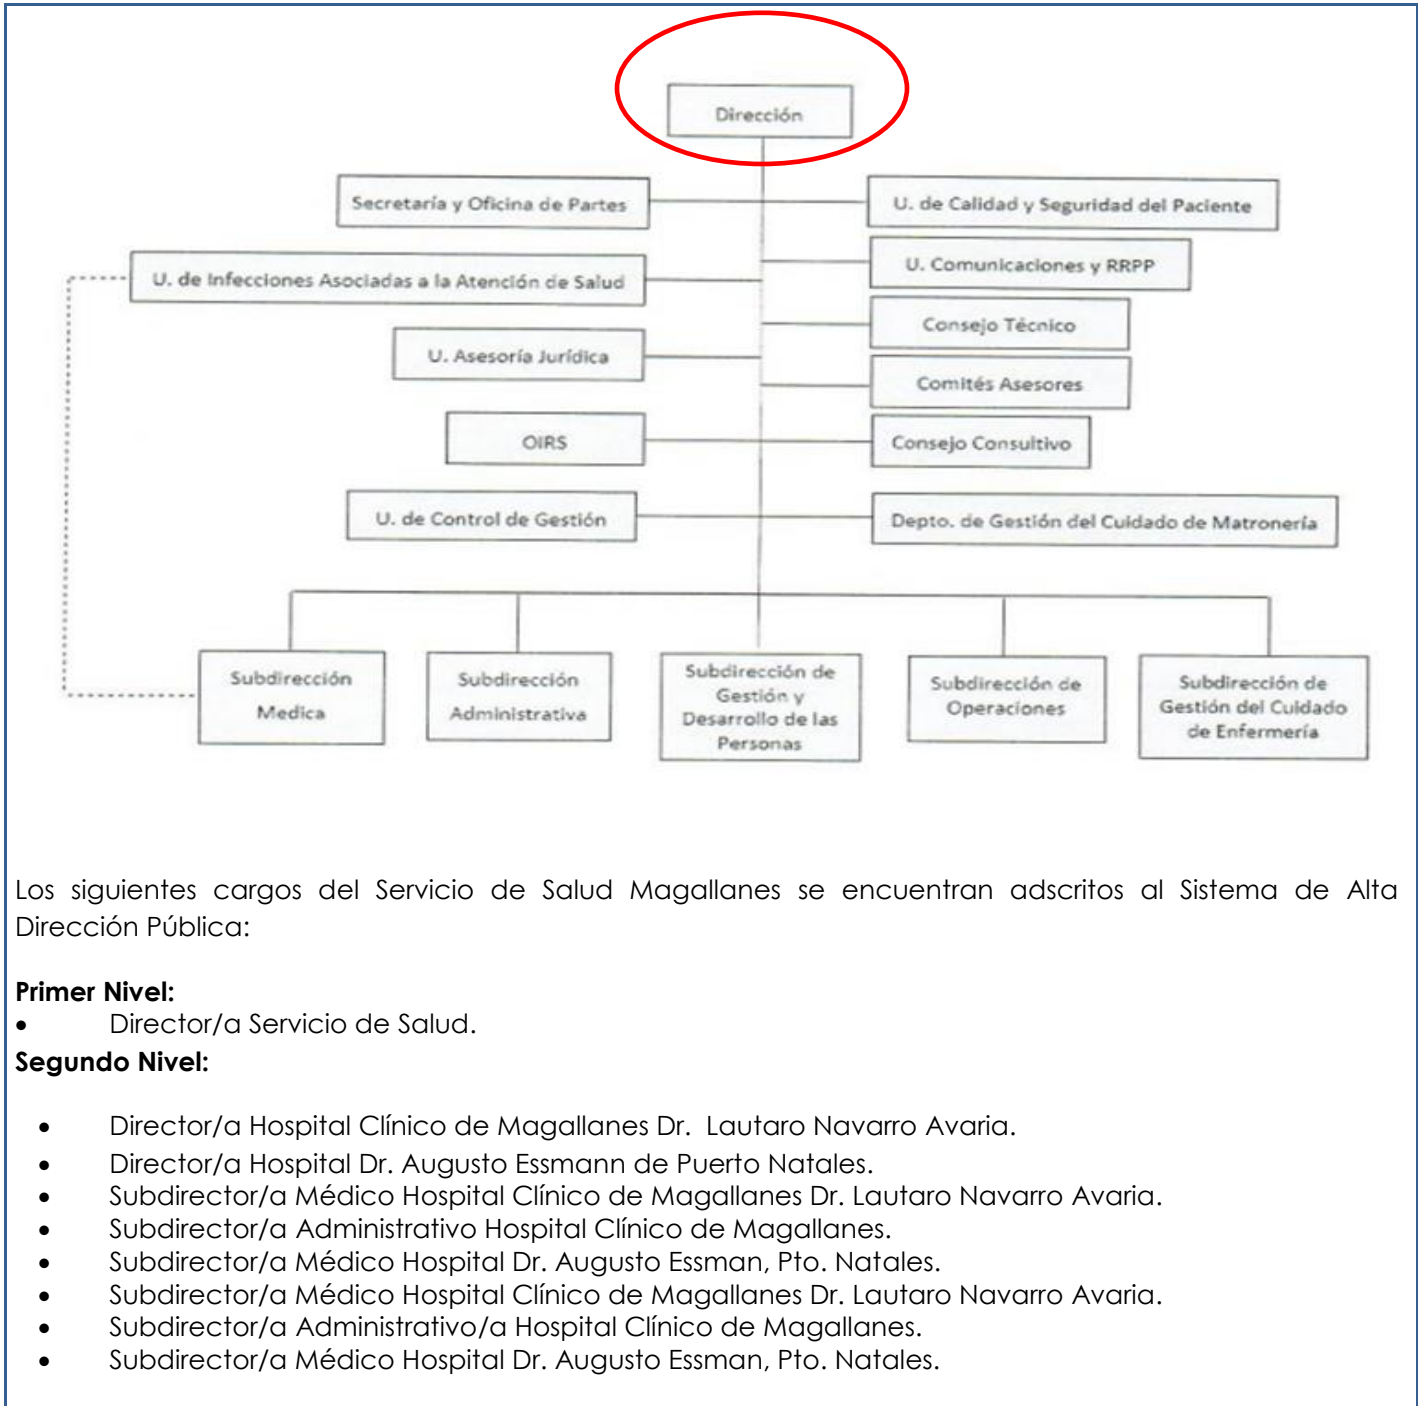 Dirección
Secretaría y Oficina de Partes
U. de Calidad y Seguridad del Paciente
U. de Infecciones Asociadas a la Atención de Salud
U. Comunicaciones y RRPP
Consejo Técnico
U. Asesoría Jurídica
Comités Asesores
OIRS
Consejo Consultivo
U. de Control de Gestión
Depto. de Gestión del Cuidado de Matronería
Subdirección
Medica
Subdirección
Administrativa
Subdirección de
Gestión y
Desarrollo de las
Personas
Subdirección de
Operaciones
Subdirección de
Gestión del Cuidado
de Enfermería
Los siguientes cargos del Servicio de Salud Magallanes se encuentran adscritos al Sistema de Alta
Dirección Pública:
Primer Nivel:
• Director/a Servicio de Salud.
Segundo Nivel:
• Director/a Hospital Clínico de Magallanes Dr. Lautaro Navarro Avaria.
• Director/a Hospital Dr. Augusto Essmann de Puerto Natales.
• Subdirector/a Médico Hospital Clínico de Magallanes Dr. Lautaro Navarro Avaria.
• Subdirector/a Administrativo Hospital Clínico de Magallanes.
• Subdirector/a Médico Hospital Dr. Augusto Essman, Pto. Natales.
• Subdirector/a Médico Hospital Clínico de Magallanes Dr. Lautaro Navarro Avaria.
• Subdirector/a Administrativo/a Hospital Clínico de Magallanes.
• Subdirector/a Médico Hospital Dr. Augusto Essman, Pto. Natales.